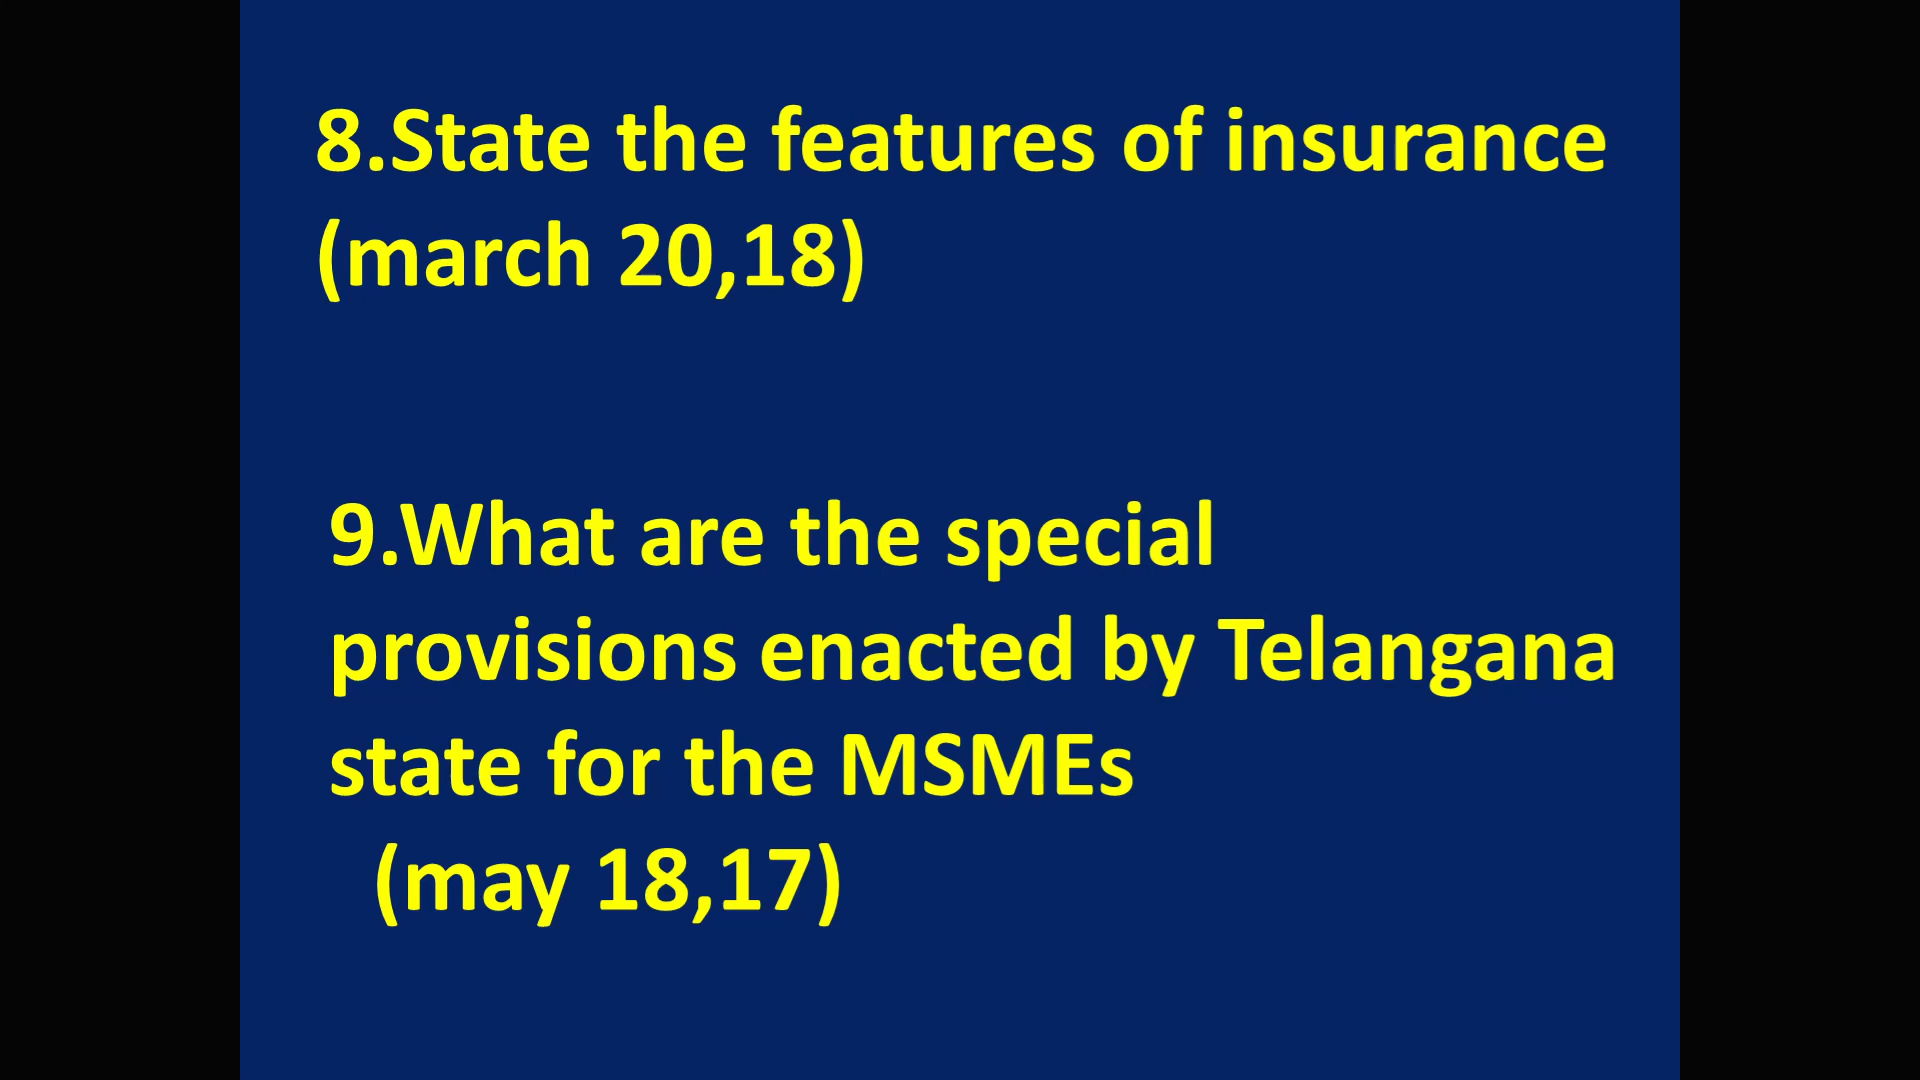 8.State the features of insurance
(march 20,18)
9.What are the special
provisions enacted by Telangana
state for the MSMEs
(may 18,17)